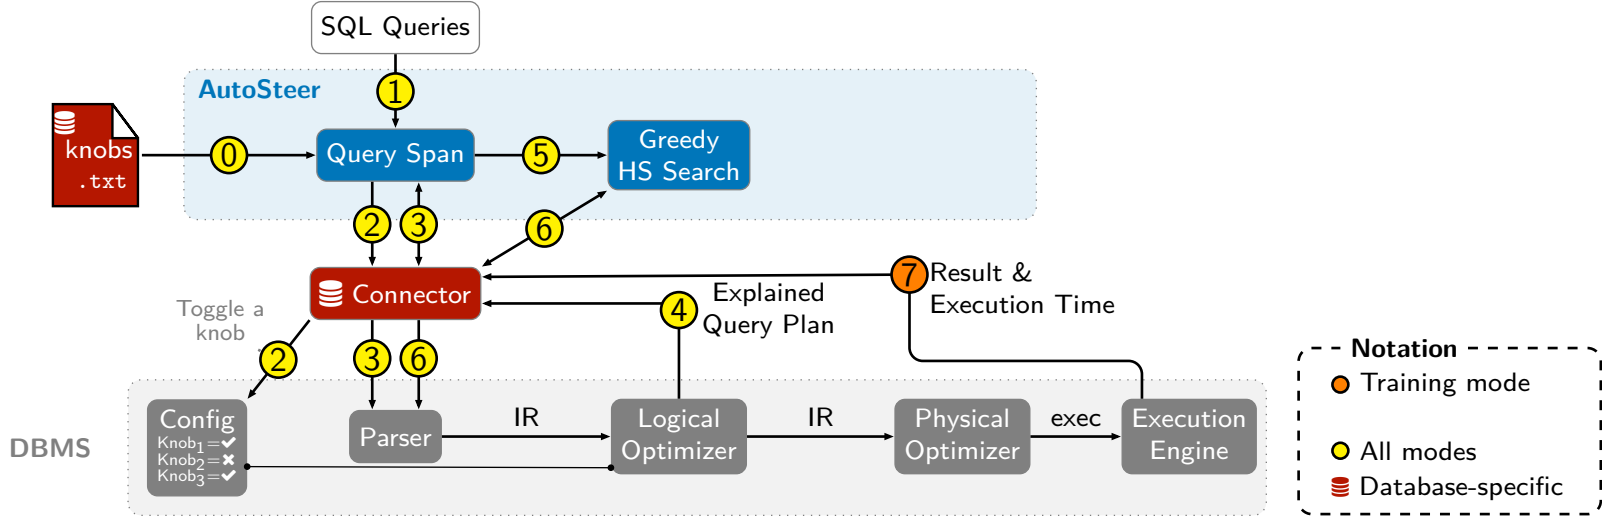 SQL Queries
AutoSteer
1
knobs
.txt
0
Query Span
5
Greedy
HS Search
2
3
6
Connector
7
Result &
Execution Time
4
Explained
Query Plan
Toggle a
knob
2
3
6
DBMS
Config
Knob1=✔
Knob2=✖
Knob3=✔
Parser
IR
Logical
Optimizer
IR
Physical
Optimizer
exec
Execution
Engine
Notation
Training mode
All modes
Database-specific